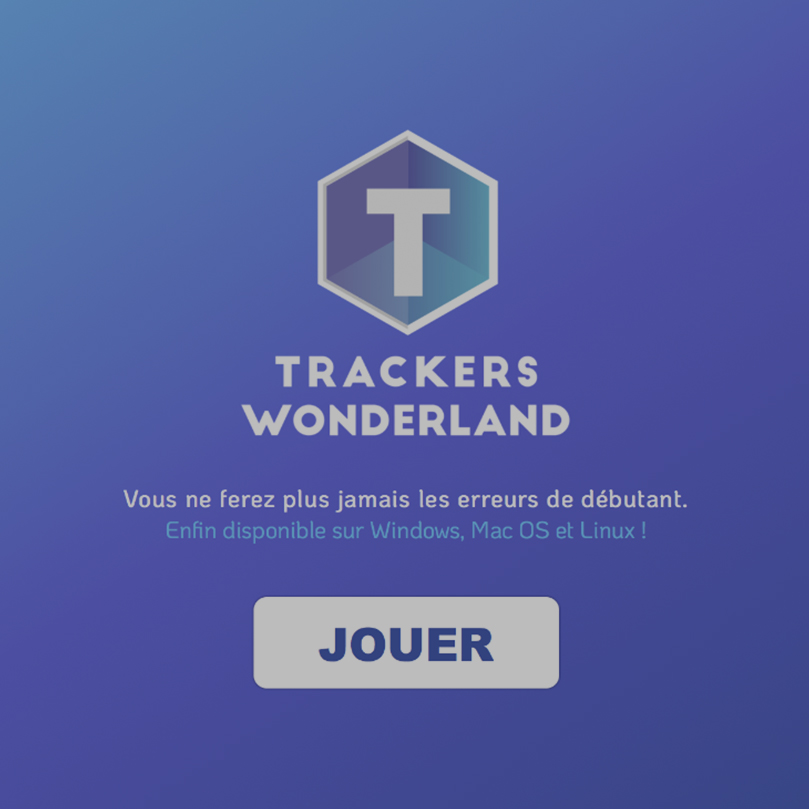 T
TRACKERS
WONDERLAND
Vous ne ferez plus jamais les erreurs de débutant.
Enfin disponible sur Windows, Mac OS et Linux !
JOUER